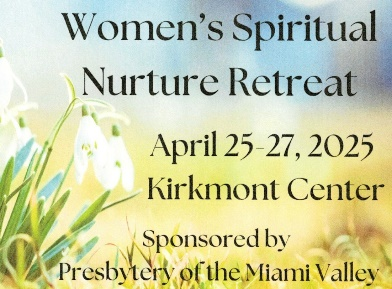 Women's Spiritual
Nurture Retreat
April 25-27, 2025
Kirkmont Center
Sponsored by
Presbytery of the Miami Valley